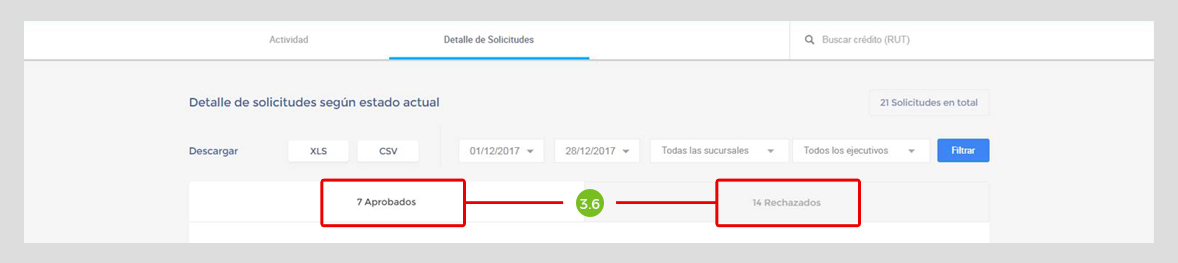 Actividad
Detalle de Solicitudes
Buscar crédito (RUT)
Detalle de solicitudes según estado actual
21 Solicitudes en total
Descargar
XLS
CSV
01/12/2017
28/12/2017
Todas las sucursales
Todos los ejecutivos
Filtrar
7 Aprobados
3.6
14 Rechazados